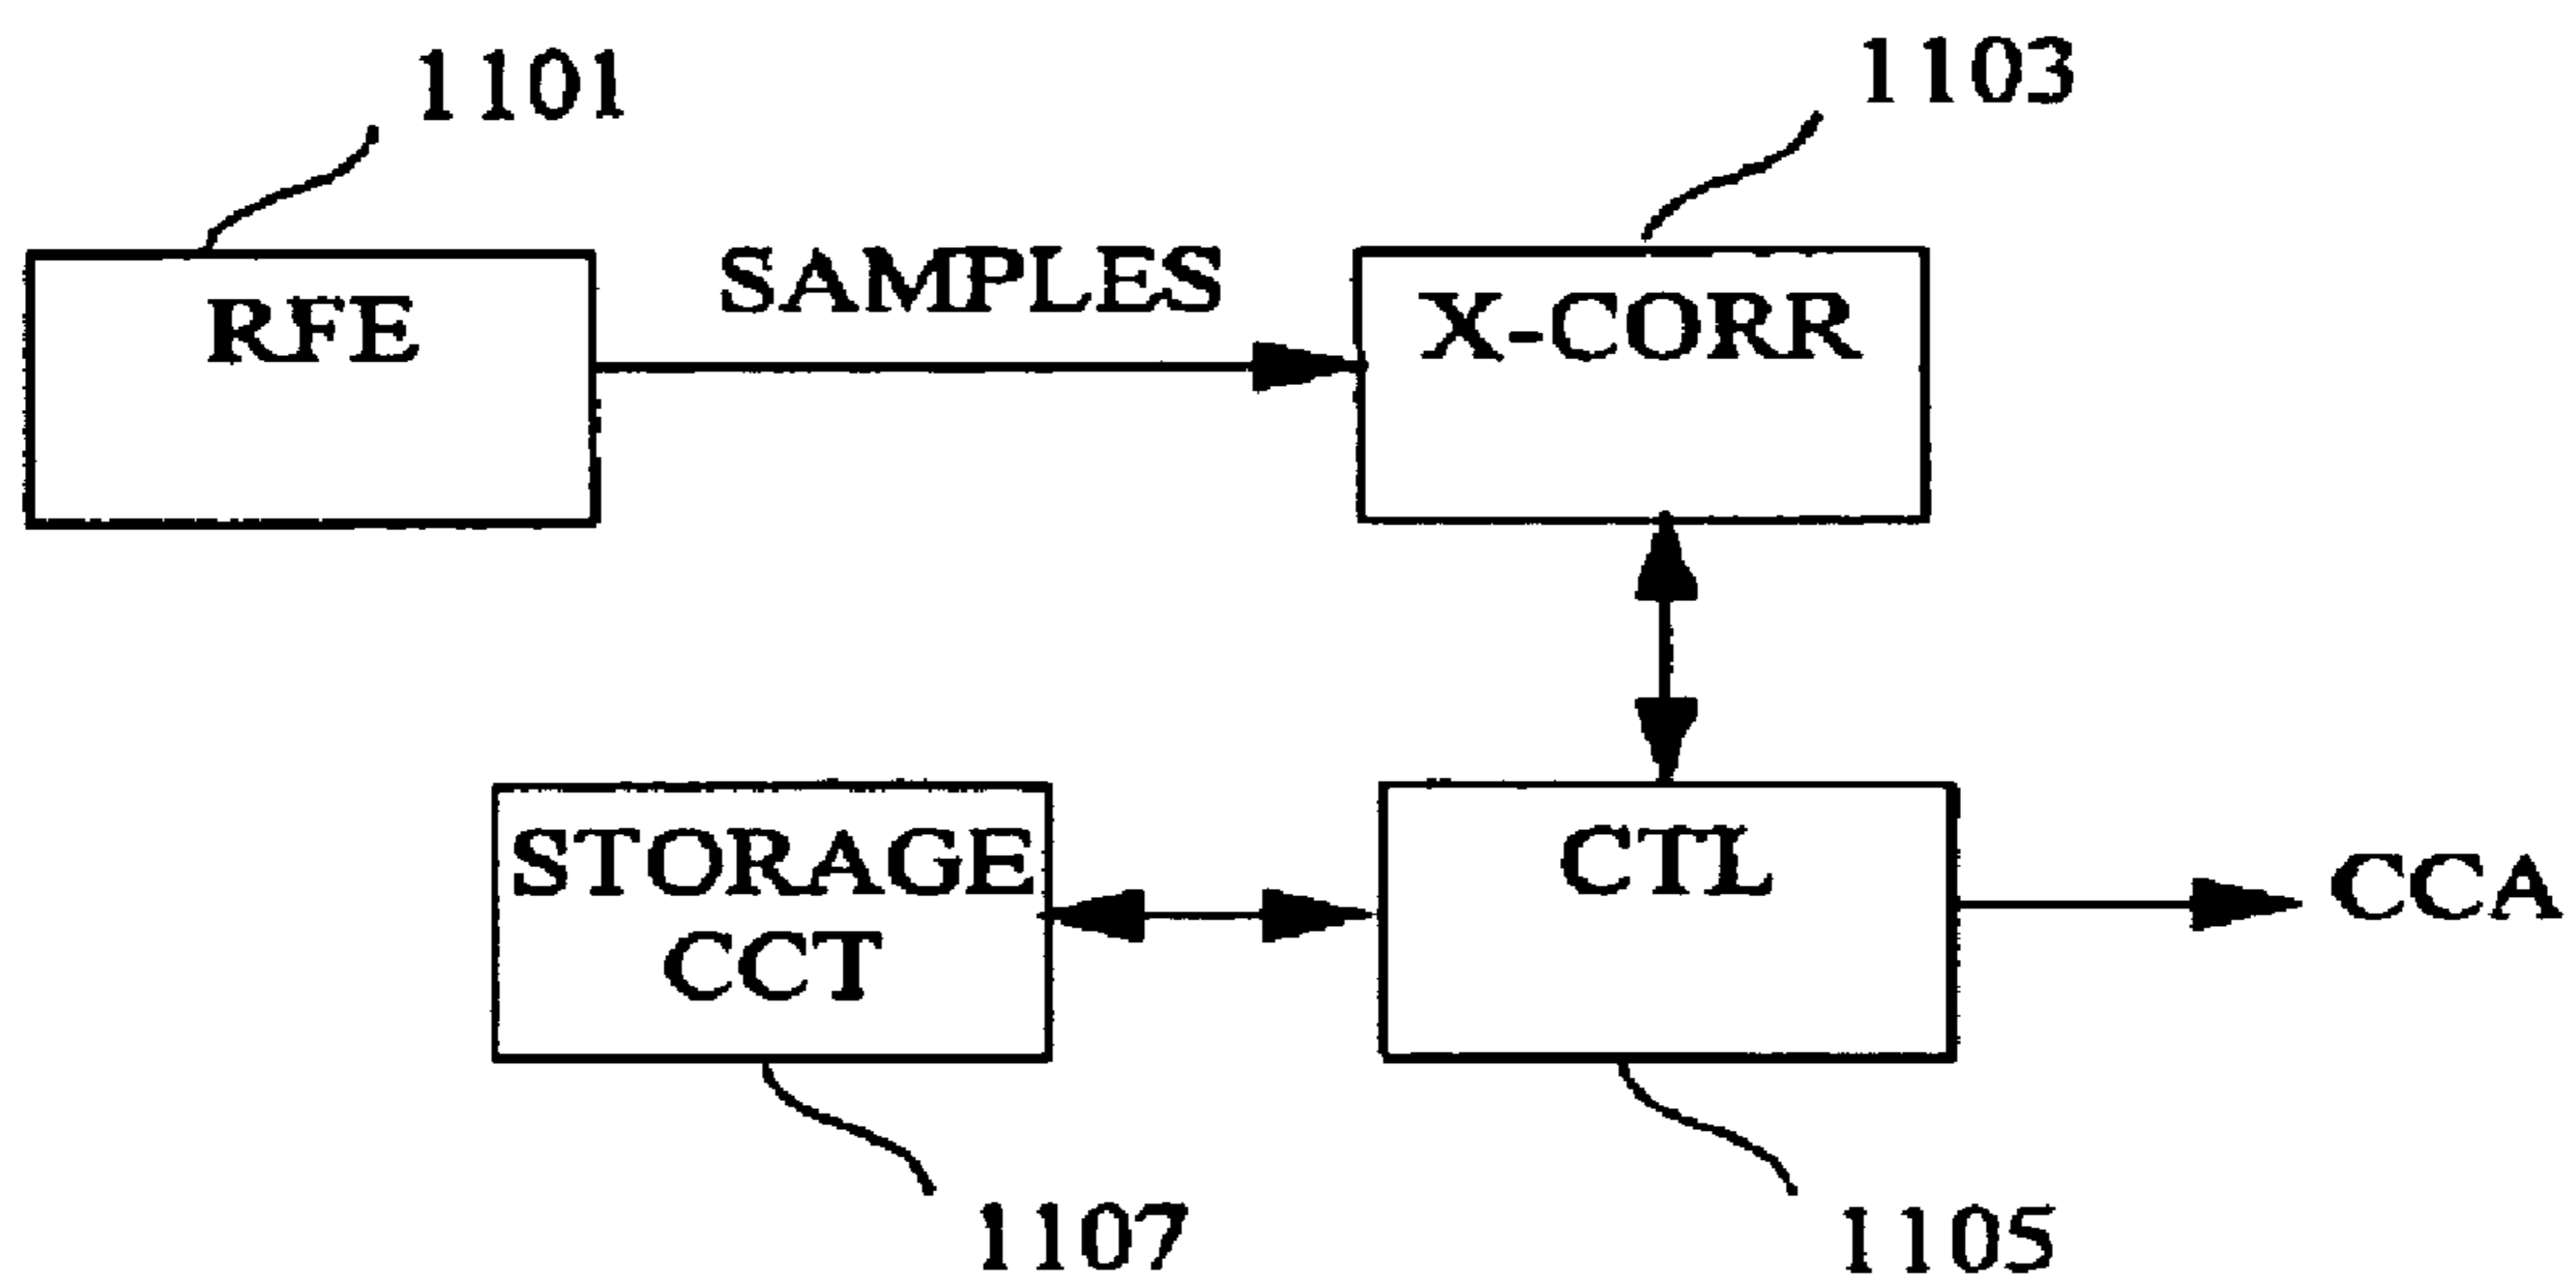 1101
1103
RFE
SAMPLES
X-CORR
STORAGE
CCT
CTL
CCA
1107
1105